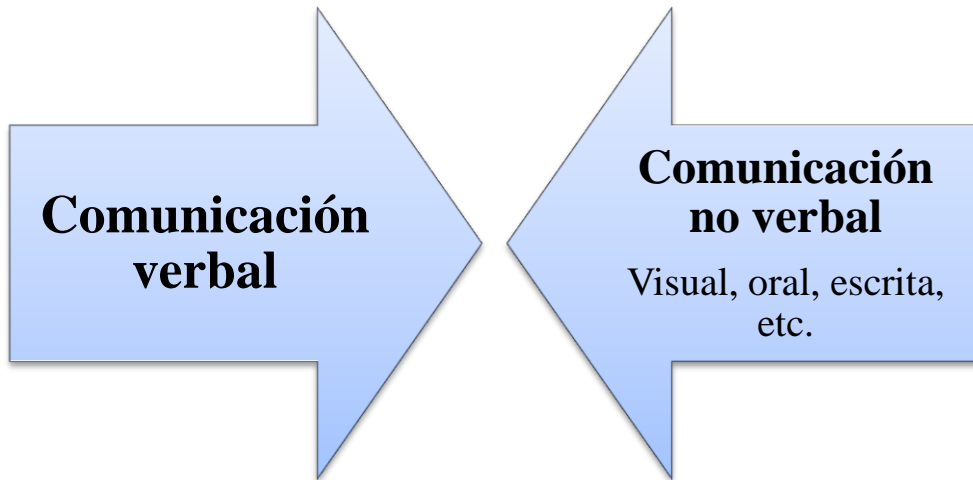 Comunicación
verbal
Comunicación
no verbal
Visual, oral, escrita,
etc.